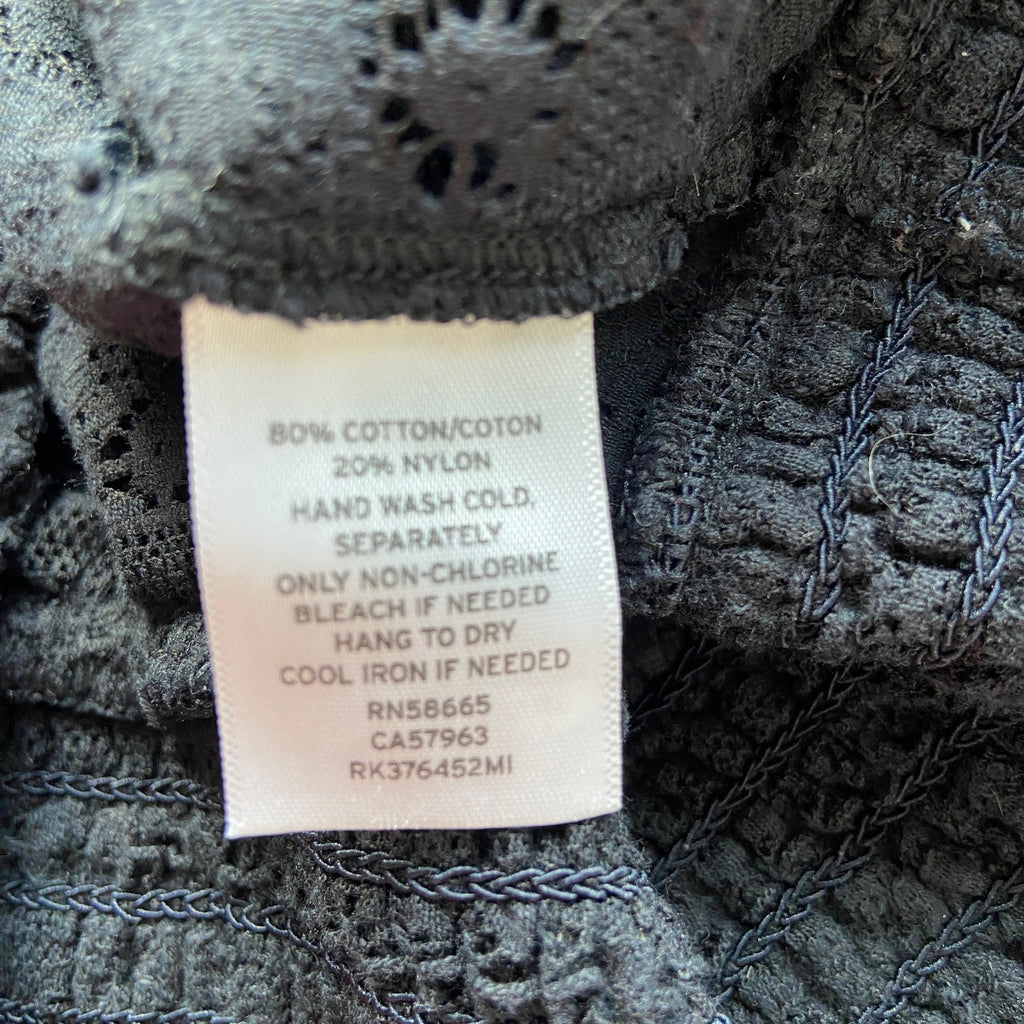 80% COTTON/COTON
20% NYLON
HAND WASH COLD,
SEPARATELY
ONLY NON-CHLORINE
BLEACH IF NEEDED
HANG TO DRY
COOL IRON IF NEEDED
RN58665
CA57963
RK376452MI